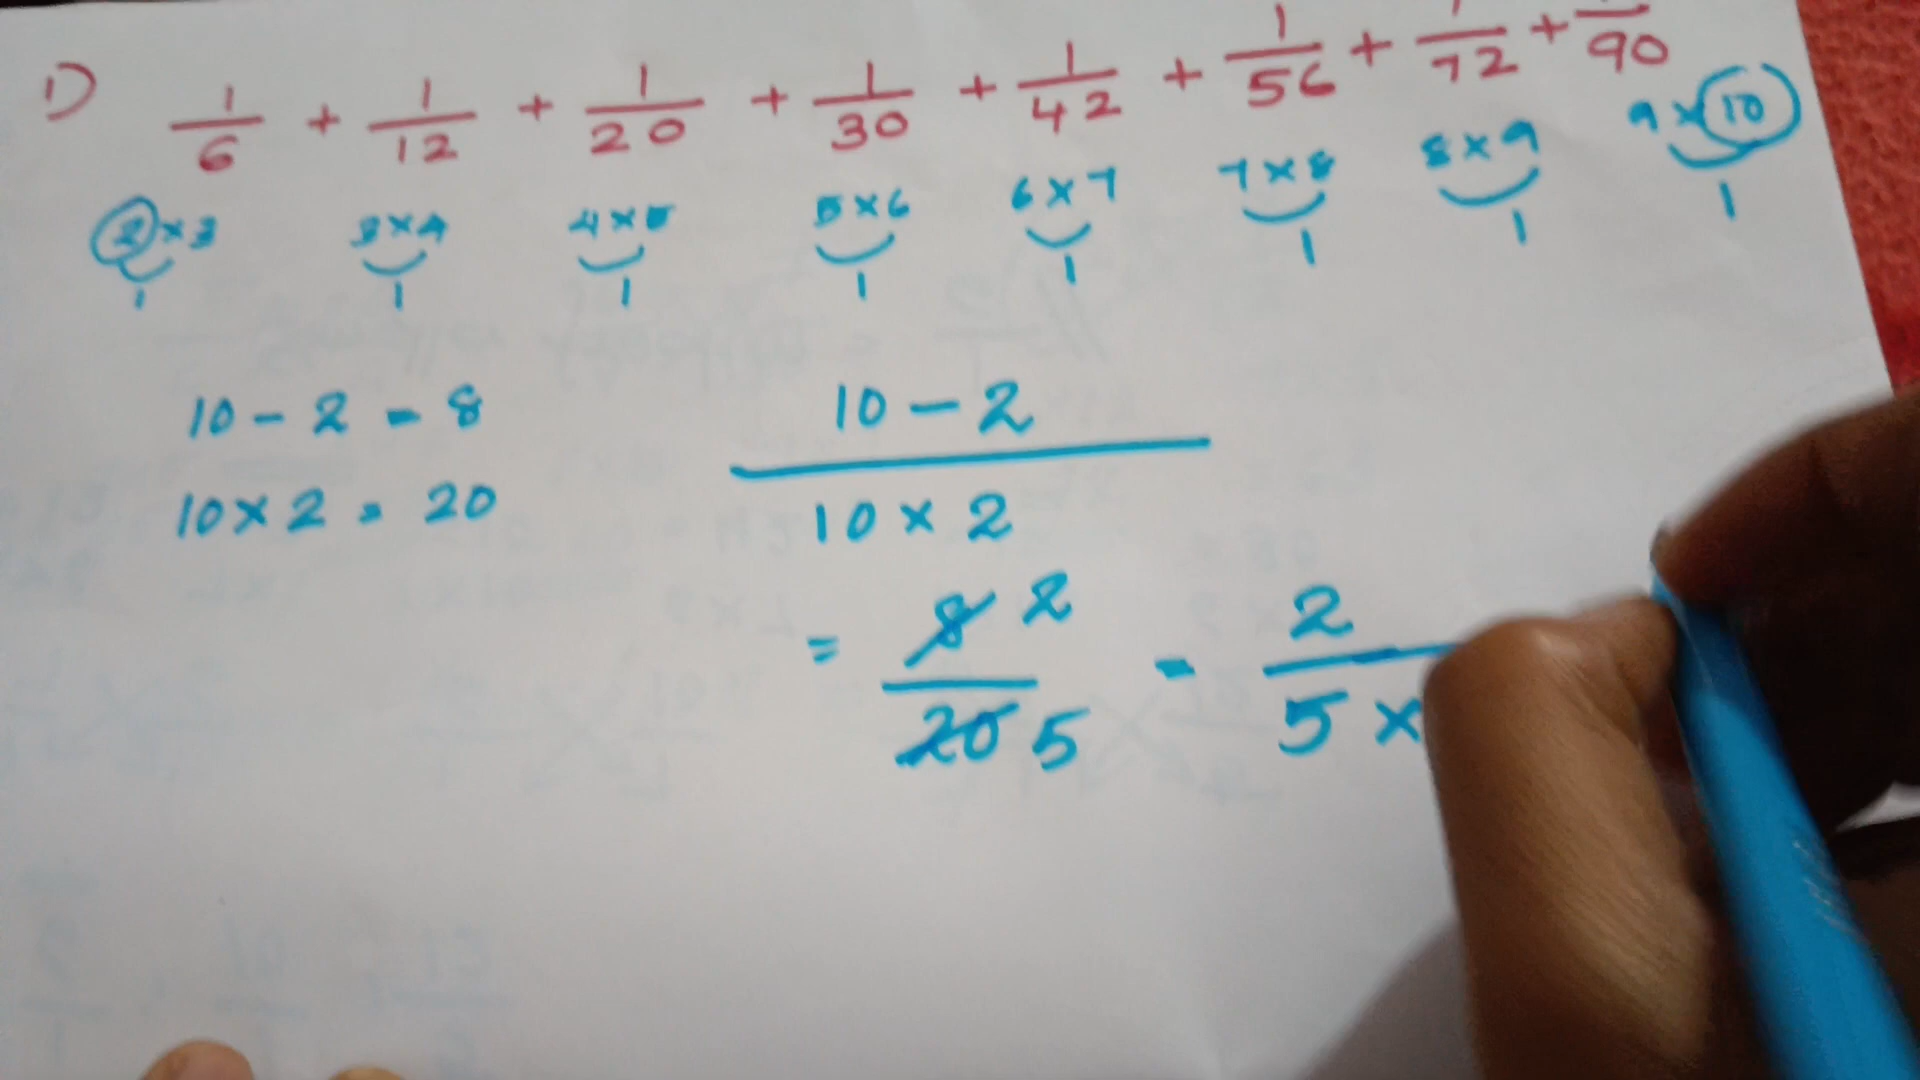 1) 1/6 + 1/12 + 1/20 + 1/30 + 1/42 + 1/56 + 1/72 + /90
2×3 3×4 4×5 5×6 6×7 7×8 8×9 9×10
1 1 1 1 1 1 1 1
10 - 2 = 8
10 × 2 = 20
10 - 2
10 × 2
= 8 2 / 20 5 = 2 / 5 ×